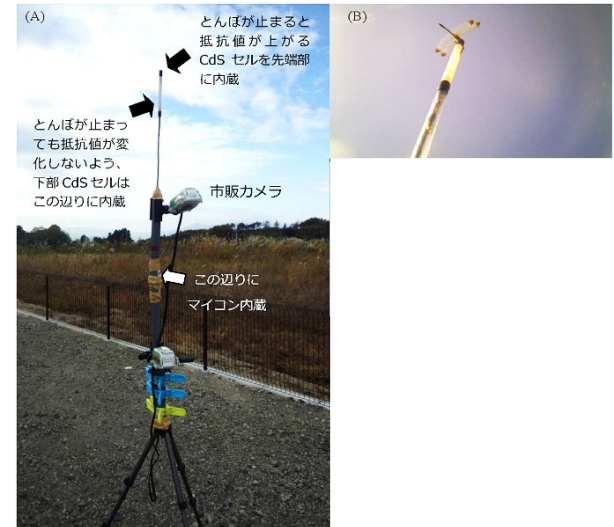 (A)
とんぼが止まると
抵抗値が上がる
CdS セルを先端部
に内蔵
とんぼが止まっ
ても抵抗値が変
化しないよう、
下部 CdS セルは
この辺りに内蔵
市販カメラ
この辺りに
マイコン内蔵
(B)